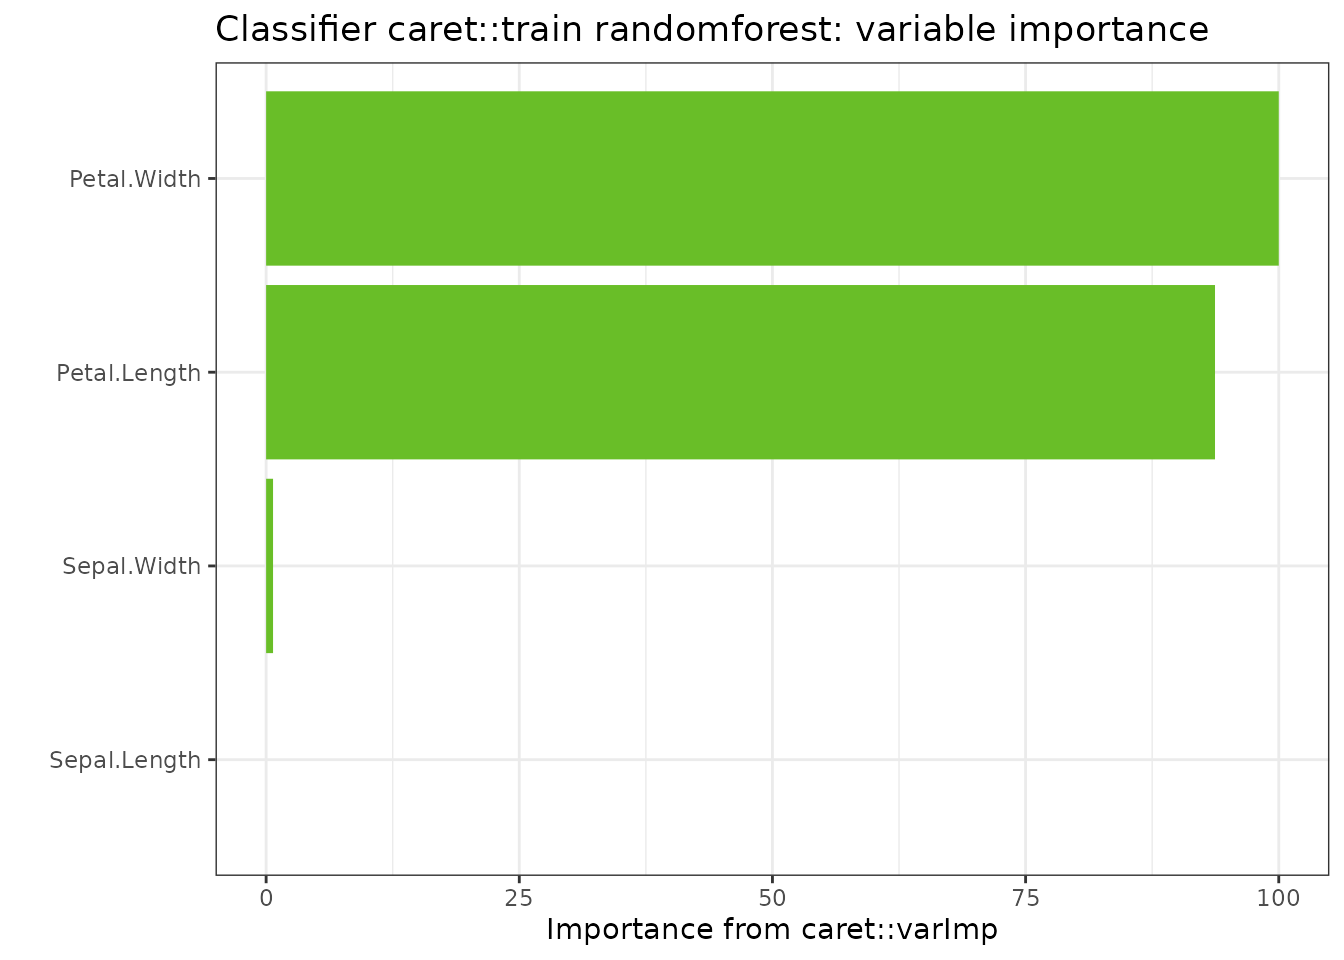 Classifier caret::train randomforest: variable importance
Petal.Width
Petal.Length
Sepal.Width
Sepal.Length
0 25 50 75 100
Importance from caret::varImp